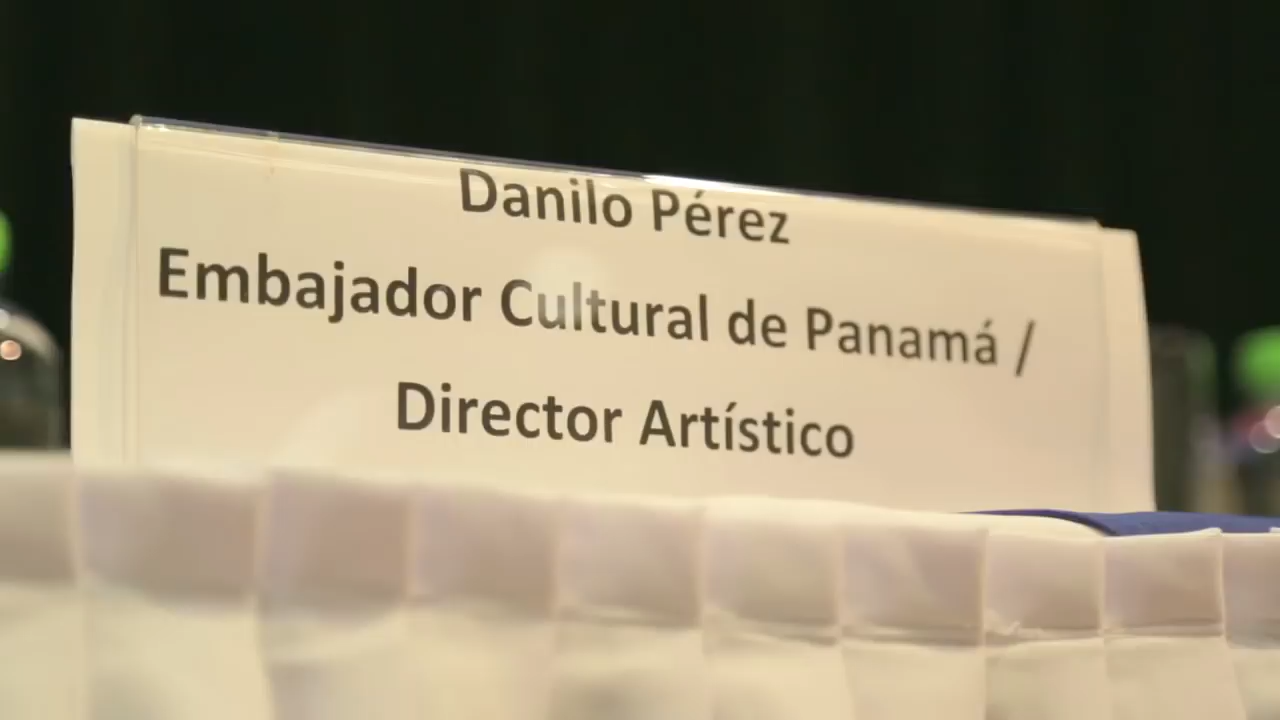 Danilo Pérez
Embajador Cultural de Panamá /
Director Artístico